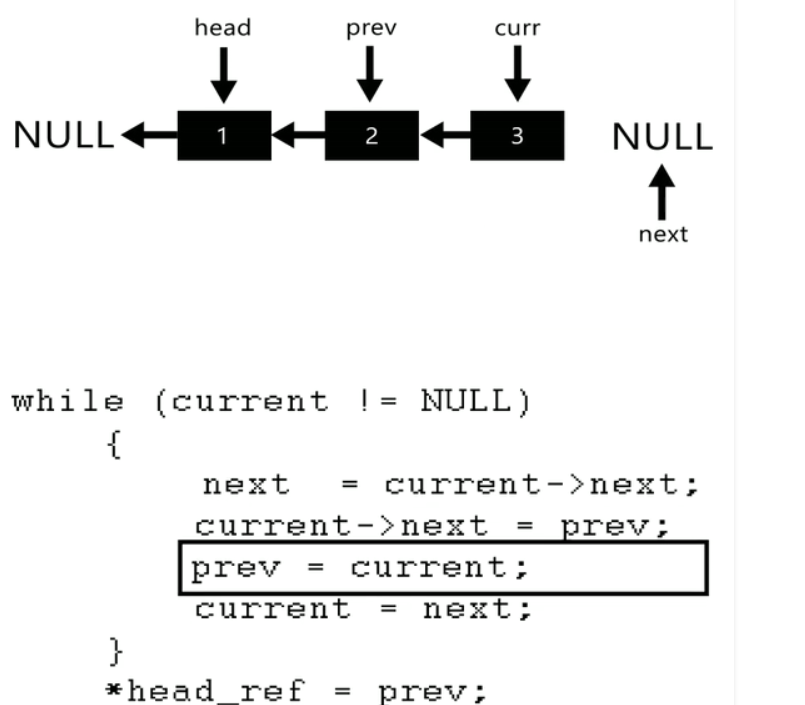 head prev curr
NULL 1 2 3 NULL
next
while (current != NULL)
{
next = current->next;
current->next = prev;
prev = current;
current = next;
}
*head_ref = prev;